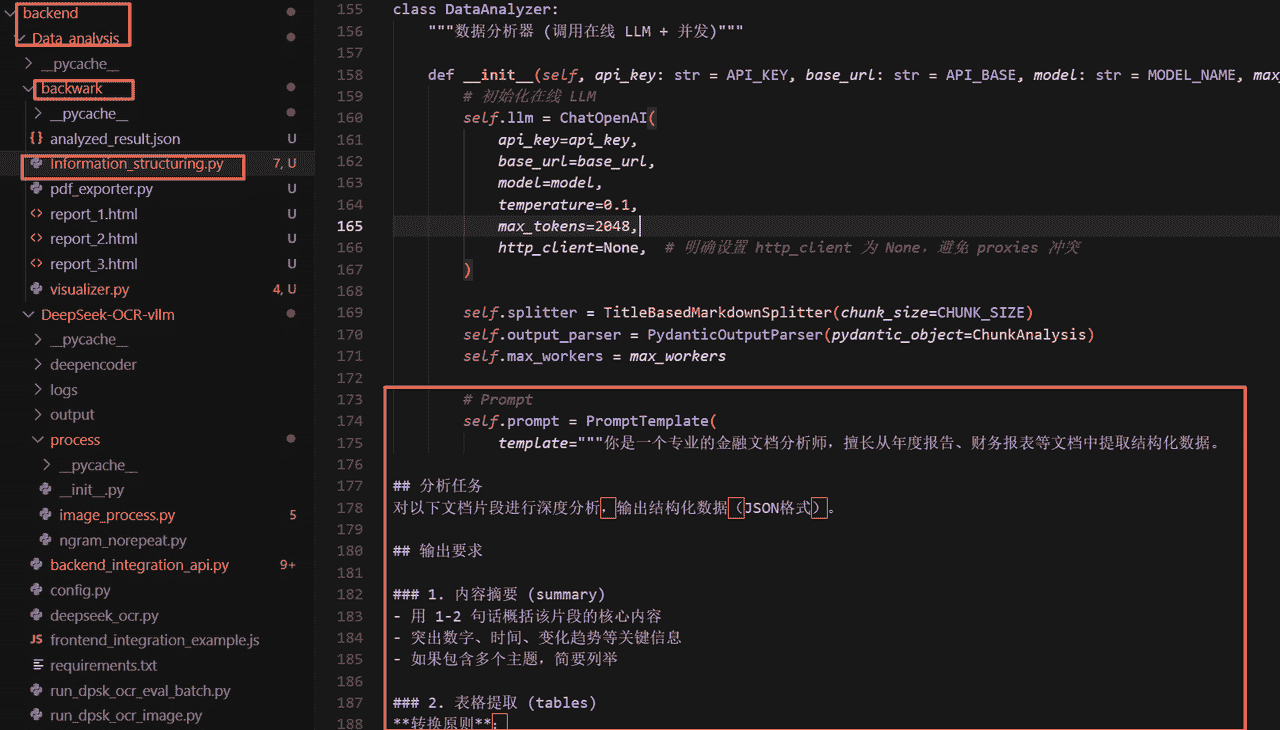 backend
Data_analysis
__pycache__
backwark
__pycache__
{} analyzed_result.json U
Information_structuring.py 7, U
pdf_exporter.py U
<> report_1.html U
<> report_2.html U
<> report_3.html U
visualizer.py 4, U
DeepSeek-OCR-vllm
__pycache__
deepencoder
logs
output
process
__pycache__
__init__.py
image_process.py 5
ngram_norepeat.py
backend_integration_api.py 9+
config.py
deepseek_ocr.py
JS frontend_integration_example.js
requirements.txt
run_dpsk_ocr_eval_batch.py
run_dpsk_ocr_image.py
155 class DataAnalyzer:
156 """数据分析器 (调用在线 LLM + 并发)"""
157
158 def __init__(self, api_key: str = API_KEY, base_url: str = API_BASE, model: str = MODEL_NAME, max_
159 # 初始化在线 LLM
160 self.llm = ChatOpenAI(
161 api_key=api_key,
162 base_url=base_url,
163 model=model,
164 temperature=0.1,
165 max_tokens=2048,
166 http_client=None, # 明确设置 http_client 为 None，避免 proxies 冲突
167 )
168
169 self.splitter = TitleBasedMarkdownSplitter(chunk_size=CHUNK_SIZE)
170 self.output_parser = PydanticOutputParser(pydantic_object=ChunkAnalysis)
171 self.max_workers = max_workers
172
173 # Prompt
174 self.prompt = PromptTemplate(
175 template="""你是一个专业的金融文档分析师，擅长从年度报告、财务报表等文档中提取结构化数据。
176
177 ## 分析任务
178 对以下文档片段进行深度分析，输出结构化数据（JSON格式）。
179
180 ## 输出要求
181
182 ### 1. 内容摘要 (summary)
183 - 用 1-2 句话概括该片段的核心内容
184 - 突出数字、时间、变化趋势等关键信息
185 - 如果包含多个主题，简要列举
186
187 ### 2. 表格提取 (tables)
188 **转换原则**：